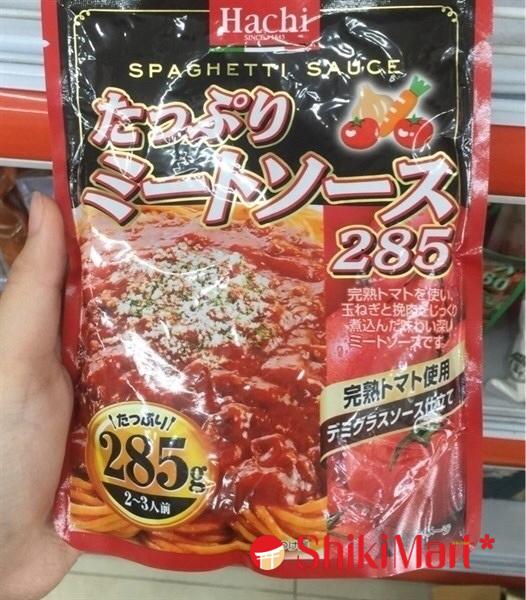 Hachi
SINCE 1845
SPAGHETTI SAUCE
たっぷり
ミートソース
285
完熟トマトを使い、
玉ねぎと挽肉をじっくり
煮込んだ味わい深い
ミートソースです。
完熟トマト使用
デミグラスソース仕立て
たっぷり
285g
2～3人前
ShikiMart*